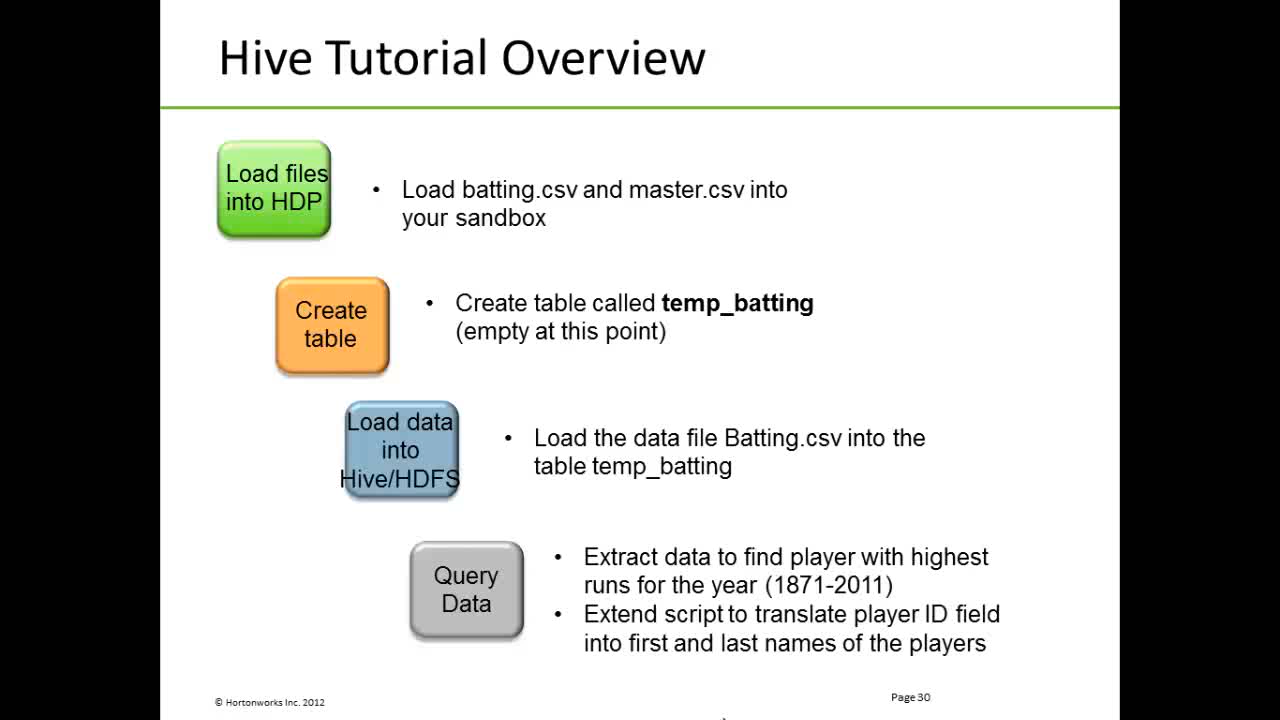 Hive Tutorial Overview
Load files
into HDP
• Load batting.csv and master.csv into
your sandbox
Create
table
• Create table called temp_batting
(empty at this point)
Load data
into
Hive/HDFS
• Load the data file Batting.csv into the
table temp_batting
Query
Data
• Extract data to find player with highest
runs for the year (1871-2011)
• Extend script to translate player ID field
into first and last names of the players
© Hortonworks Inc. 2012
Page 30